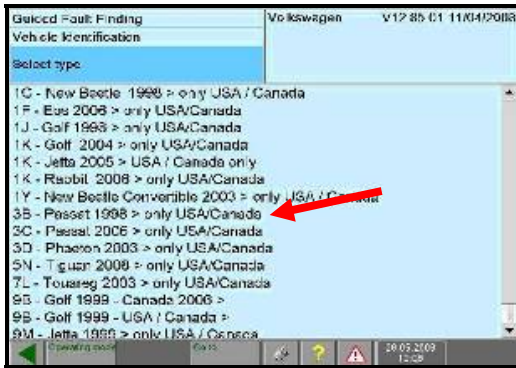 Guided Fault Finding
Volkswagen V12.85.01 11/04/2008
Vehicle Identification
Select type
1C - New Beetle 1998 > only USA / Canada
1F - Eos 2006 > only USA/Canada
1J - Golf 1998 > only USA/Canada
1K - Golf 2004 > only USA/Canada
1K - Jetta 2005 > USA / Canada only
1K - Rabbit 2006 > only USA/Canada
1Y - New Beetle Convertible 2003 > only USA / Canada
3B - Passat 1998 > only USA/Canada
3C - Passat 2006 > only USA/Canada
3D - Phaeton 2003 > only USA/Canada
5N - Tiguan 2008 > only USA/Canada
7L - Touareg 2003 > only USA/Canada
9B - Golf 1999 - Canada 2006 >
9B - Golf 1999 - USA / Canada >
9M - Jetta 1999 > only USA / Canada
Operating mode Go to